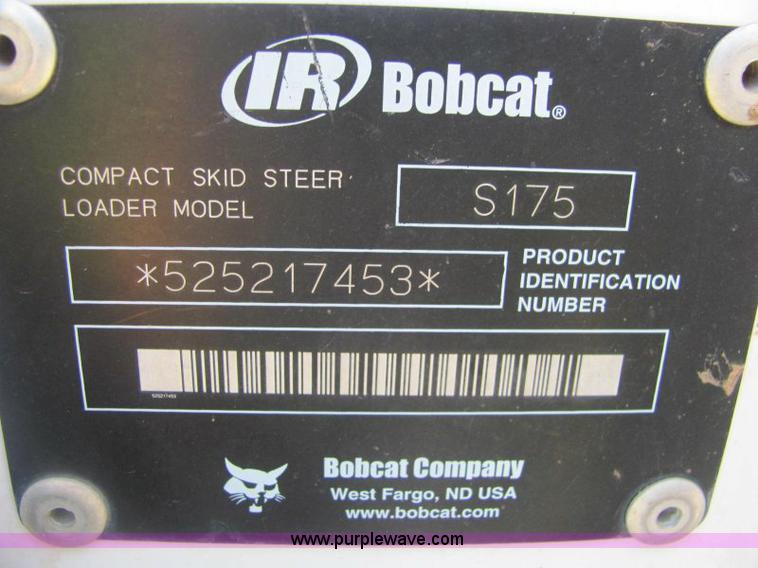 IR Bobcat®
COMPACT SKID STEER
LOADER MODEL
S175
*525217453*
PRODUCT
IDENTIFICATION
NUMBER
525217453
Bobcat Company
West Fargo, ND USA
www.bobcat.com
www.purplewave.com